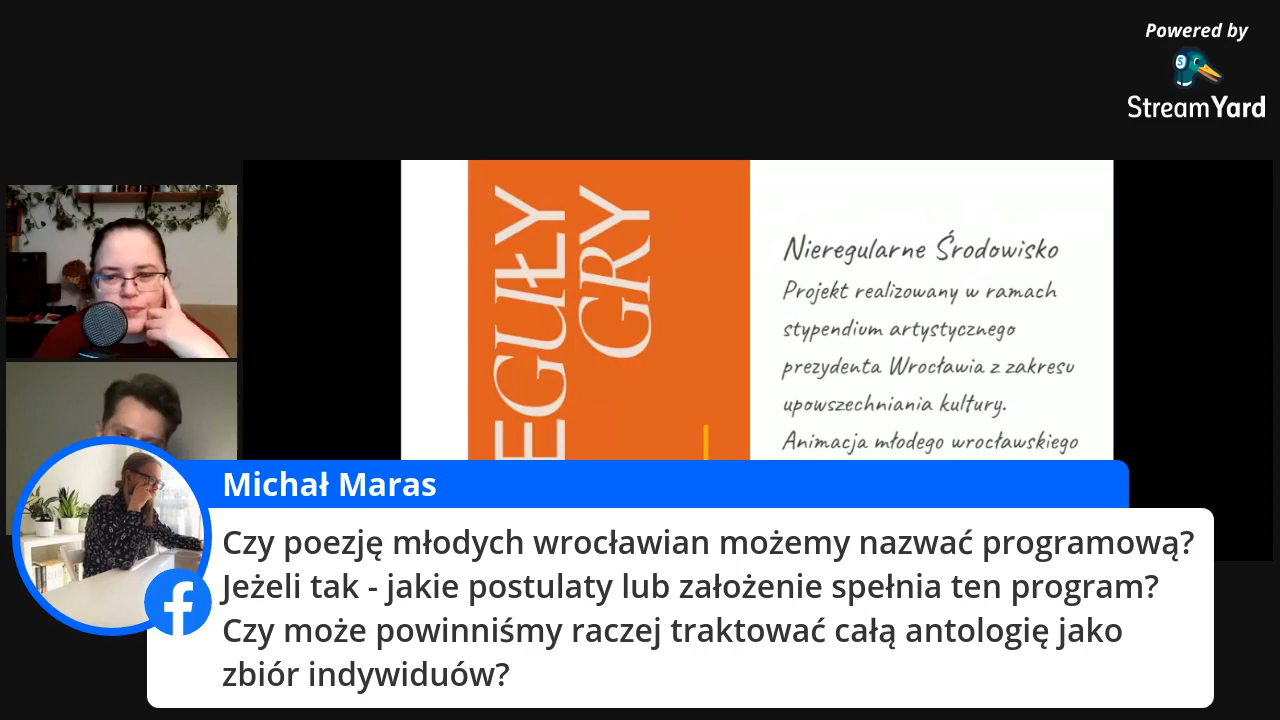 Powered by
StreamYard
EGUŁY
GRY
Nieregularne Środowisko
Projekt realizowany w ramach
stypendium artystycznego
prezydenta Wrocławia z zakresu
upowszechniania kultury.
Animacja młodego wrocławskiego
Michał Maras
Czy poezję młodych wrocławian możemy nazwać programową?
Jeżeli tak - jakie postulaty lub założenie spełnia ten program?
Czy może powinniśmy raczej traktować całą antologię jako
zbiór indywiduów?